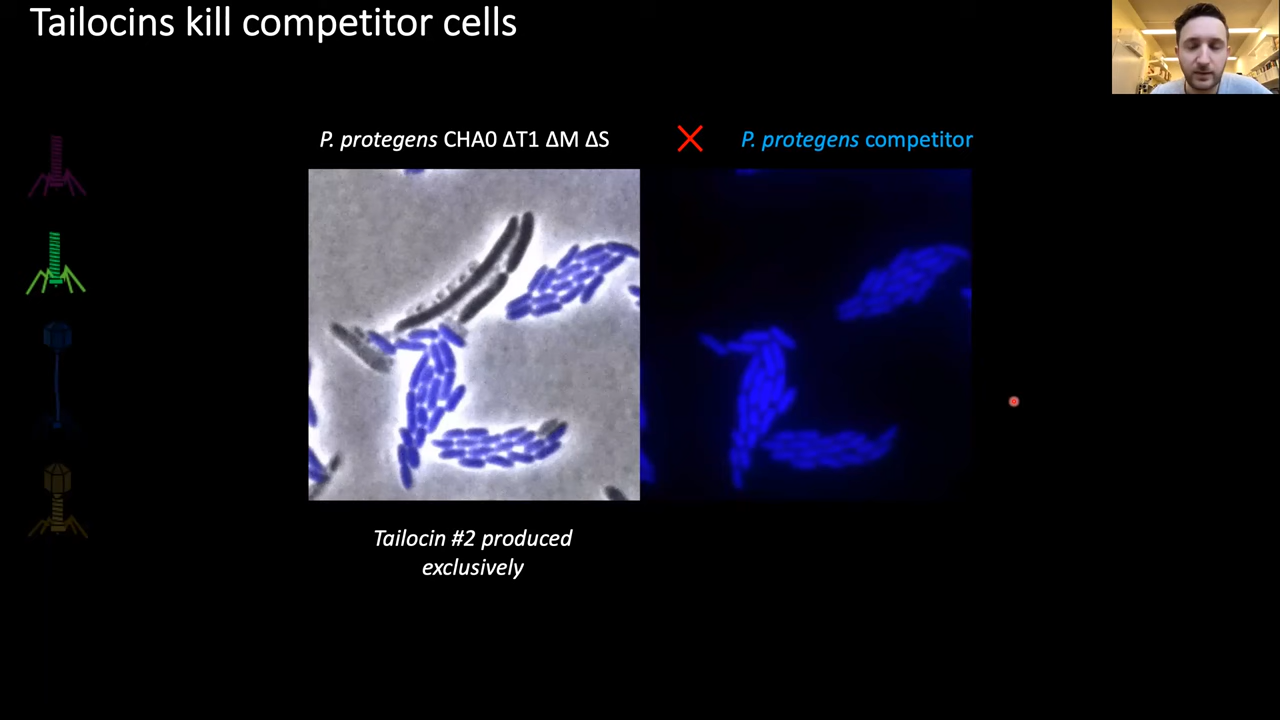 Tailocins kill competitor cells
P. protegens CHA0 ΔT1 ΔM ΔS
P. protegens competitor
Tailocin #2 produced
exclusively